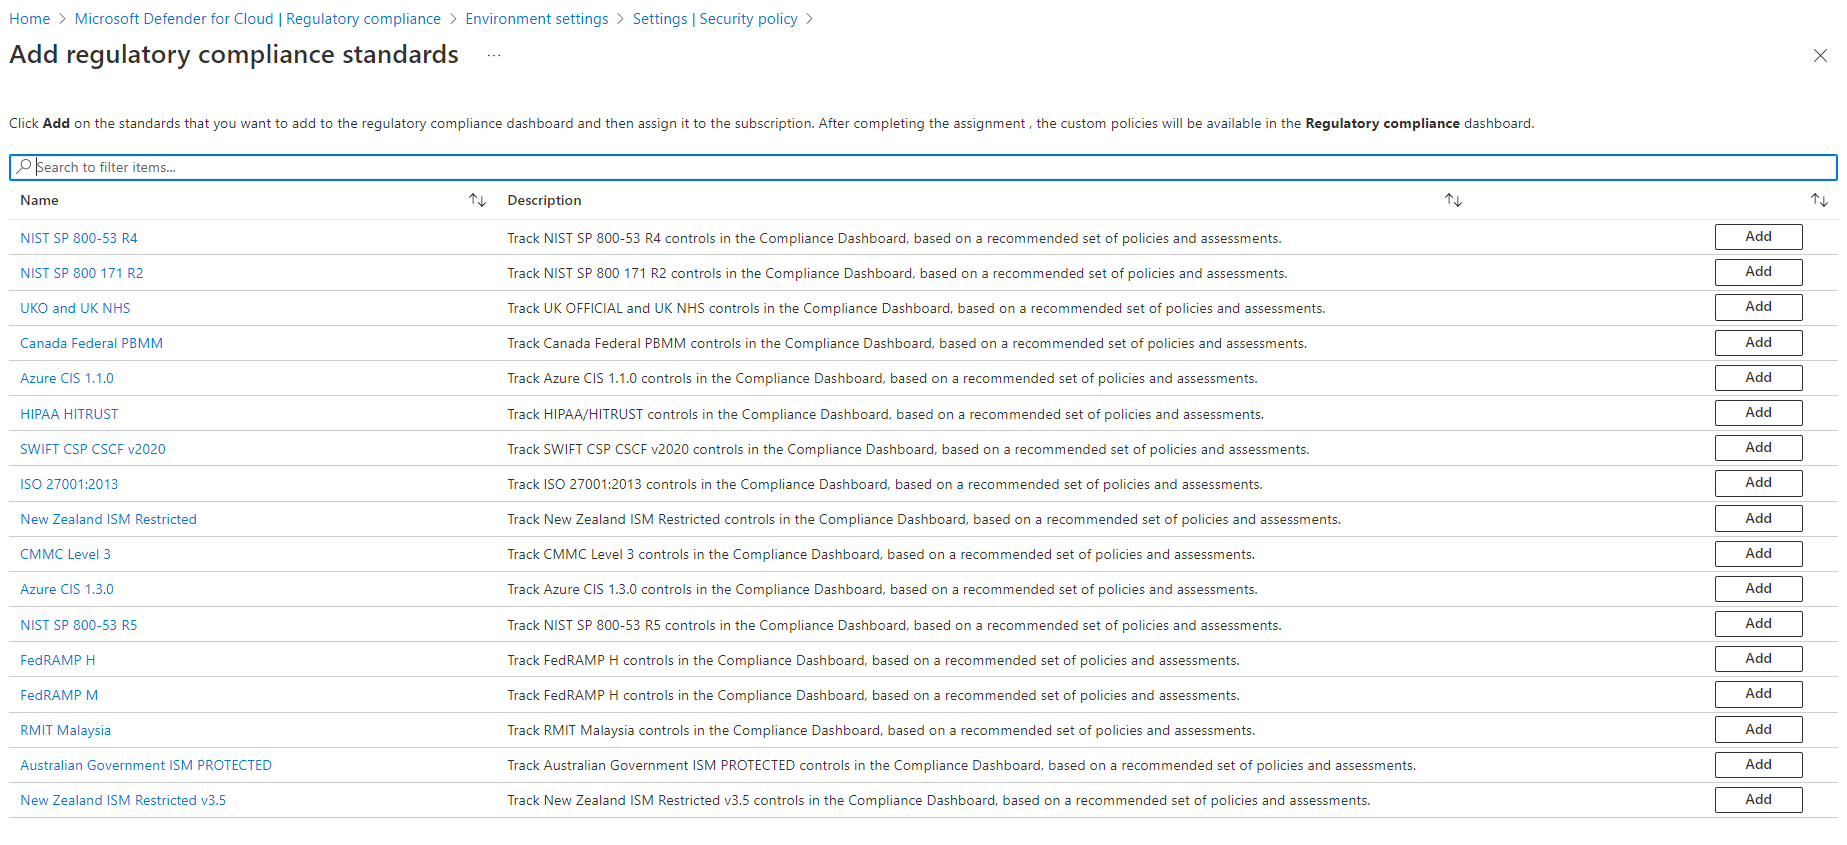 Home > Microsoft Defender for Cloud | Regulatory compliance > Environment settings > Settings | Security policy >
Add regulatory compliance standards ...
Click Add on the standards that you want to add to the regulatory compliance dashboard and then assign it to the subscription. After completing the assignment , the custom policies will be available in the Regulatory compliance dashboard.
Search to filter items...
Name Description
NIST SP 800-53 R4 Track NIST SP 800-53 R4 controls in the Compliance Dashboard, based on a recommended set of policies and assessments. Add
NIST SP 800 171 R2 Track NIST SP 800 171 R2 controls in the Compliance Dashboard, based on a recommended set of policies and assessments. Add
UKO and UK NHS Track UK OFFICIAL and UK NHS controls in the Compliance Dashboard, based on a recommended set of policies and assessments. Add
Canada Federal PBMM Track Canada Federal PBMM controls in the Compliance Dashboard, based on a recommended set of policies and assessments. Add
Azure CIS 1.1.0 Track Azure CIS 1.1.0 controls in the Compliance Dashboard, based on a recommended set of policies and assessments. Add
HIPAA HITRUST Track HIPAA/HITRUST controls in the Compliance Dashboard, based on a recommended set of policies and assessments. Add
SWIFT CSP CSCF v2020 Track SWIFT CSP CSCF v2020 controls in the Compliance Dashboard, based on a recommended set of policies and assessments. Add
ISO 27001:2013 Track ISO 27001:2013 controls in the Compliance Dashboard, based on a recommended set of policies and assessments. Add
New Zealand ISM Restricted Track New Zealand ISM Restricted controls in the Compliance Dashboard, based on a recommended set of policies and assessments. Add
CMMC Level 3 Track CMMC Level 3 controls in the Compliance Dashboard, based on a recommended set of policies and assessments. Add
Azure CIS 1.3.0 Track Azure CIS 1.3.0 controls in the Compliance Dashboard, based on a recommended set of policies and assessments. Add
NIST SP 800-53 R5 Track NIST SP 800-53 R5 controls in the Compliance Dashboard, based on a recommended set of policies and assessments. Add
FedRAMP H Track FedRAMP H controls in the Compliance Dashboard, based on a recommended set of policies and assessments. Add
FedRAMP M Track FedRAMP H controls in the Compliance Dashboard, based on a recommended set of policies and assessments. Add
RMIT Malaysia Track RMIT Malaysia controls in the Compliance Dashboard, based on a recommended set of policies and assessments. Add
Australian Government ISM PROTECTED Track Australian Government ISM PROTECTED controls in the Compliance Dashboard, based on a recommended set of policies and assessments. Add
New Zealand ISM Restricted v3.5 Track New Zealand ISM Restricted v3.5 controls in the Compliance Dashboard, based on a recommended set of policies and assessments. Add